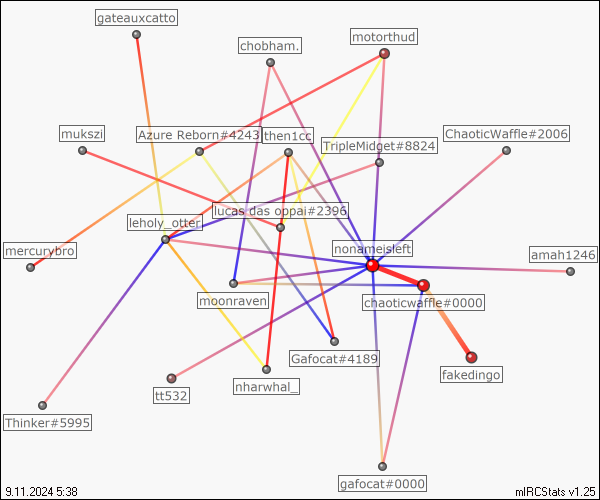 gateauxcatto
motorthud
chobham.
mukszi
Azure Reborn#4243
then1cc
TripleMidget#8824
ChaoticWaffle#2006
lucas das oppai#2396
leholy_otter
nonameisleft
mercurybro
amah1246
moonraven
chaoticwaffle#0000
Gafocat#4189
fakedingo
nharwhal_
tt532
Thinker#5995
gafocat#0000
9.11.2024 5:38
mIRCStats v1.25